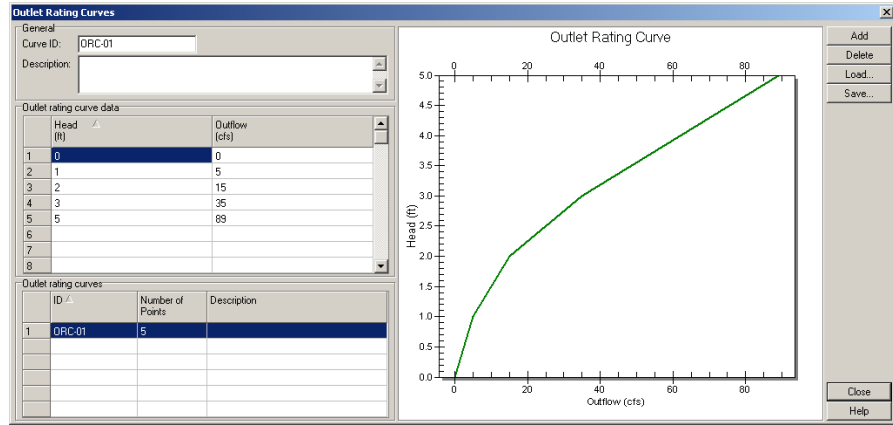 Outlet Rating Curves
General
Curve ID: ORC-01
Description:
Outlet rating curve data
Head (ft) Outflow (cfs)
1 0 0
2 1 5
3 2 15
4 3 35
5 5 89
6
7
8
Outlet rating curves
ID Number of Points Description
1 ORC-01 5
Outlet Rating Curve
0 20 40 60 80
5.0
4.5
4.0
3.5
3.0
2.5
2.0
1.5
1.0
0.5
0.0
Head (ft)
0 20 40 60 80
Outflow (cfs)
Add
Delete
Load...
Save...
Close
Help